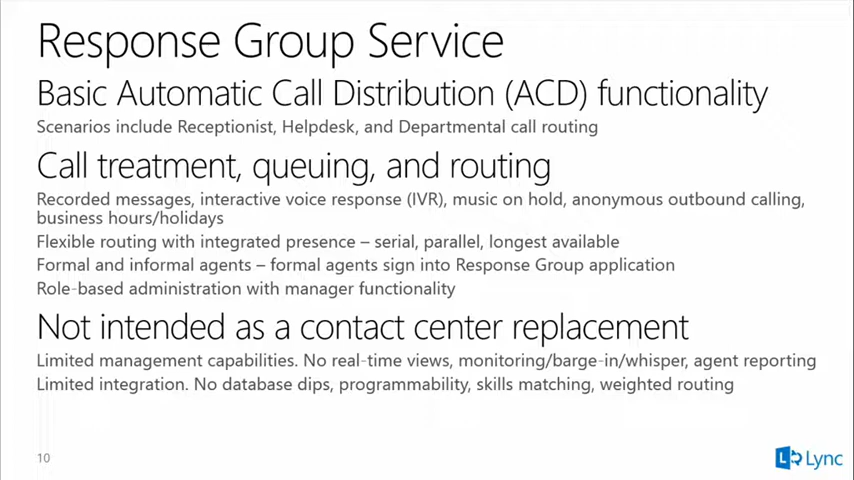 Response Group Service
Basic Automatic Call Distribution (ACD) functionality
Scenarios include Receptionist, Helpdesk, and Departmental call routing
Call treatment, queuing, and routing
Recorded messages, interactive voice response (IVR), music on hold, anonymous outbound calling,
business hours/holidays
Flexible routing with integrated presence – serial, parallel, longest available
Formal and informal agents – formal agents sign into Response Group application
Role-based administration with manager functionality
Not intended as a contact center replacement
Limited management capabilities. No real-time views, monitoring/barge-in/whisper, agent reporting
Limited integration. No database dips, programmability, skills matching, weighted routing
10
L Lync